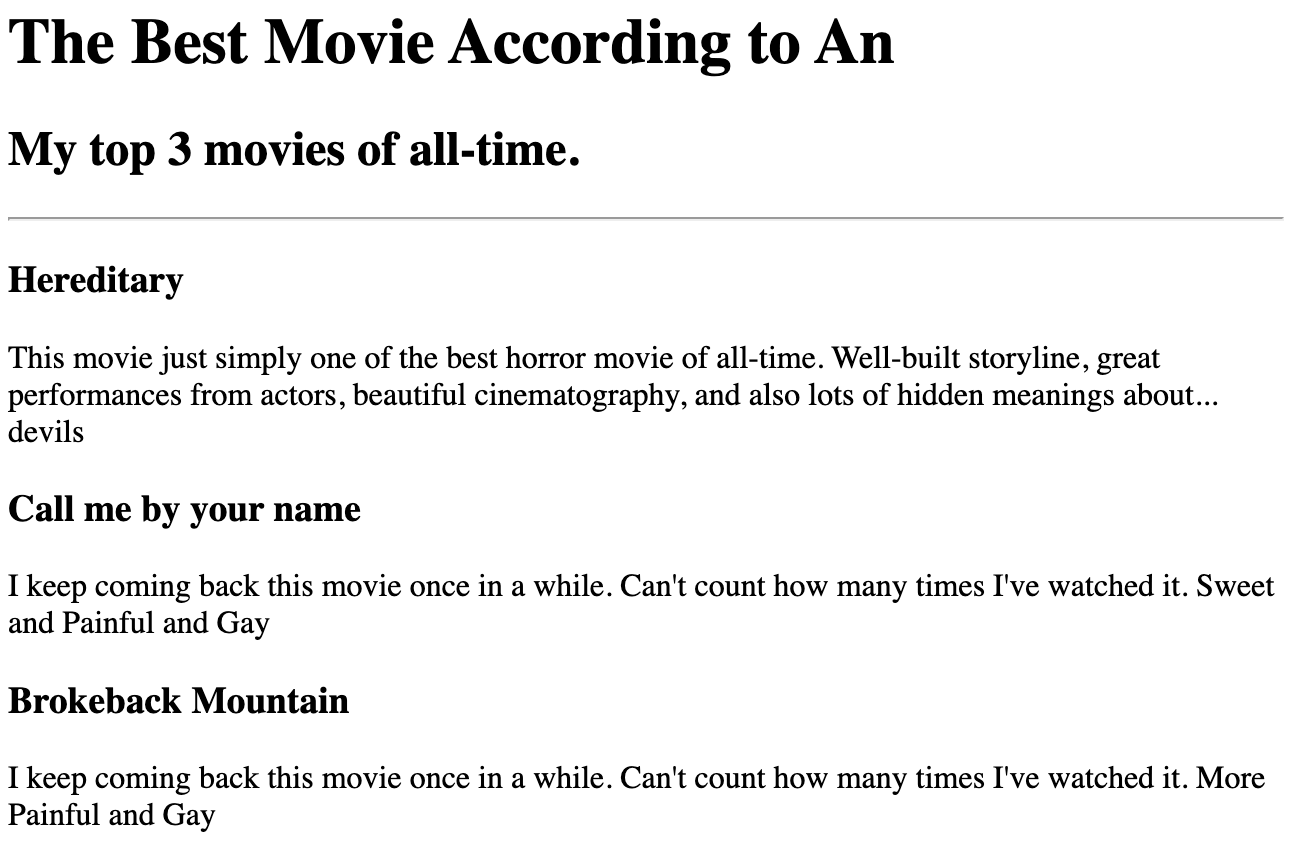 The Best Movie According to An
My top 3 movies of all-time.
Hereditary
This movie just simply one of the best horror movie of all-time. Well-built storyline, great
performances from actors, beautiful cinematography, and also lots of hidden meanings about...
devils
Call me by your name
I keep coming back this movie once in a while. Can't count how many times I've watched it. Sweet
and Painful and Gay
Brokeback Mountain
I keep coming back this movie once in a while. Can't count how many times I've watched it. More
Painful and Gay